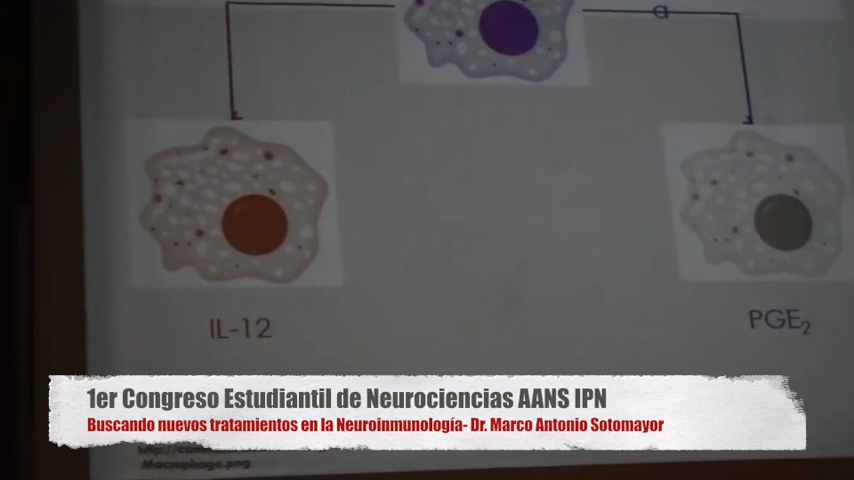 a
IL-12
PGE₂
1er Congreso Estudiantil de Neurociencias AANS IPN
Buscando nuevos tratamientos en la Neuroinmunología- Dr. Marco Antonio Sotomayor
Macrophage.png